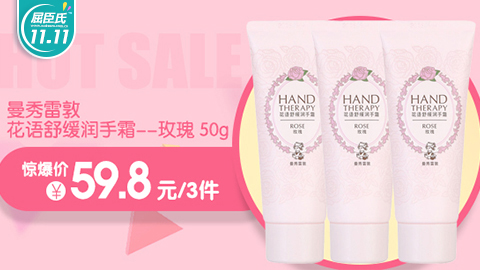 屈臣氏
www.watsons.com.cn
11.11
HOT SALE
曼秀雷敦
花语舒缓润手霜--玫瑰 50g
惊爆价
¥59.8 元/3件
HAND
THERAPY
花语舒缓润手霜
ROSE
玫瑰
曼秀雷敦
HAND
THERAPY
花语舒缓润手霜
ROSE
玫瑰
曼秀雷敦
HAND
THERAPY
花语舒缓润手霜
ROSE
玫瑰
曼秀雷敦